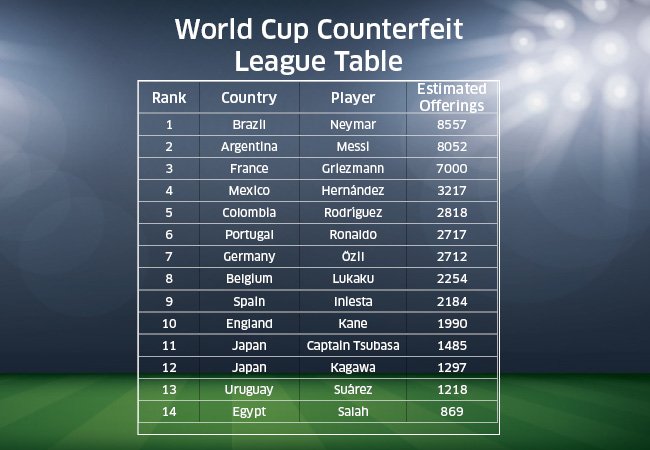 World Cup Counterfeit
League Table
Rank Country Player Estimated Offerings
1 Brazil Neymar 8557
2 Argentina Messi 8052
3 France Griezmann 7000
4 Mexico Hernández 3217
5 Colombia Rodríguez 2818
6 Portugal Ronaldo 2717
7 Germany Özil 2712
8 Belgium Lukaku 2254
9 Spain Iniesta 2184
10 England Kane 1990
11 Japan Captain Tsubasa 1485
12 Japan Kagawa 1297
13 Uruguay Suárez 1218
14 Egypt Salah 869